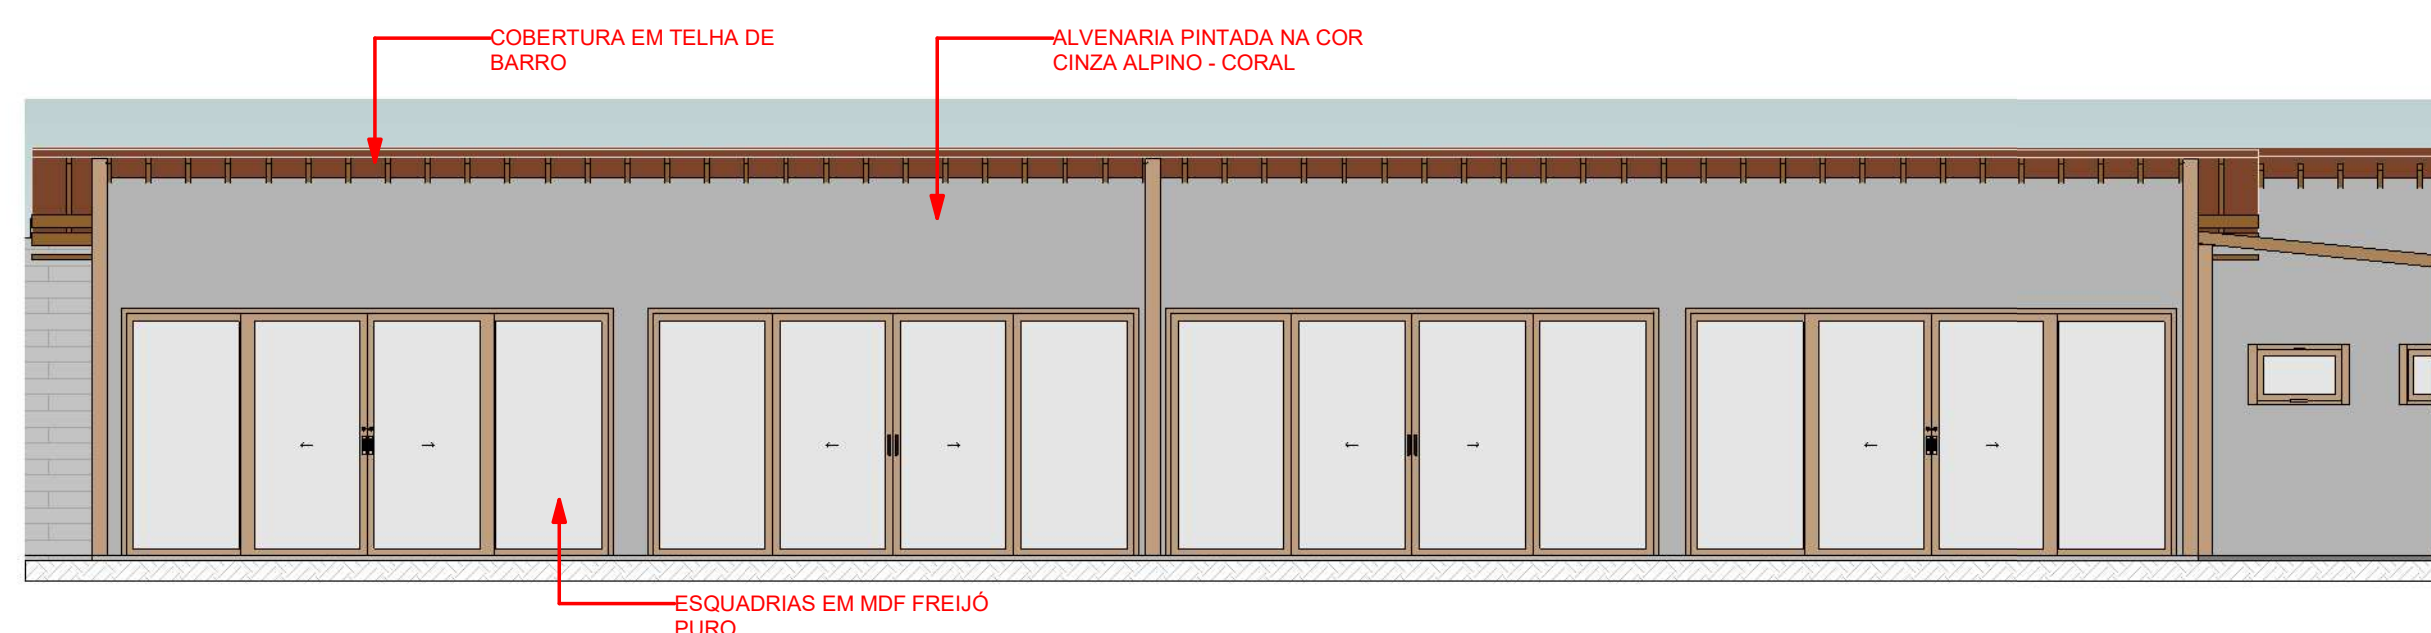 COBERTURA EM TELHA DE
BARRO
ALVENARIA PINTADA NA COR
CINZA ALPINO - CORAL
ESQUADRIAS EM MDF FREIJÓ
PURO